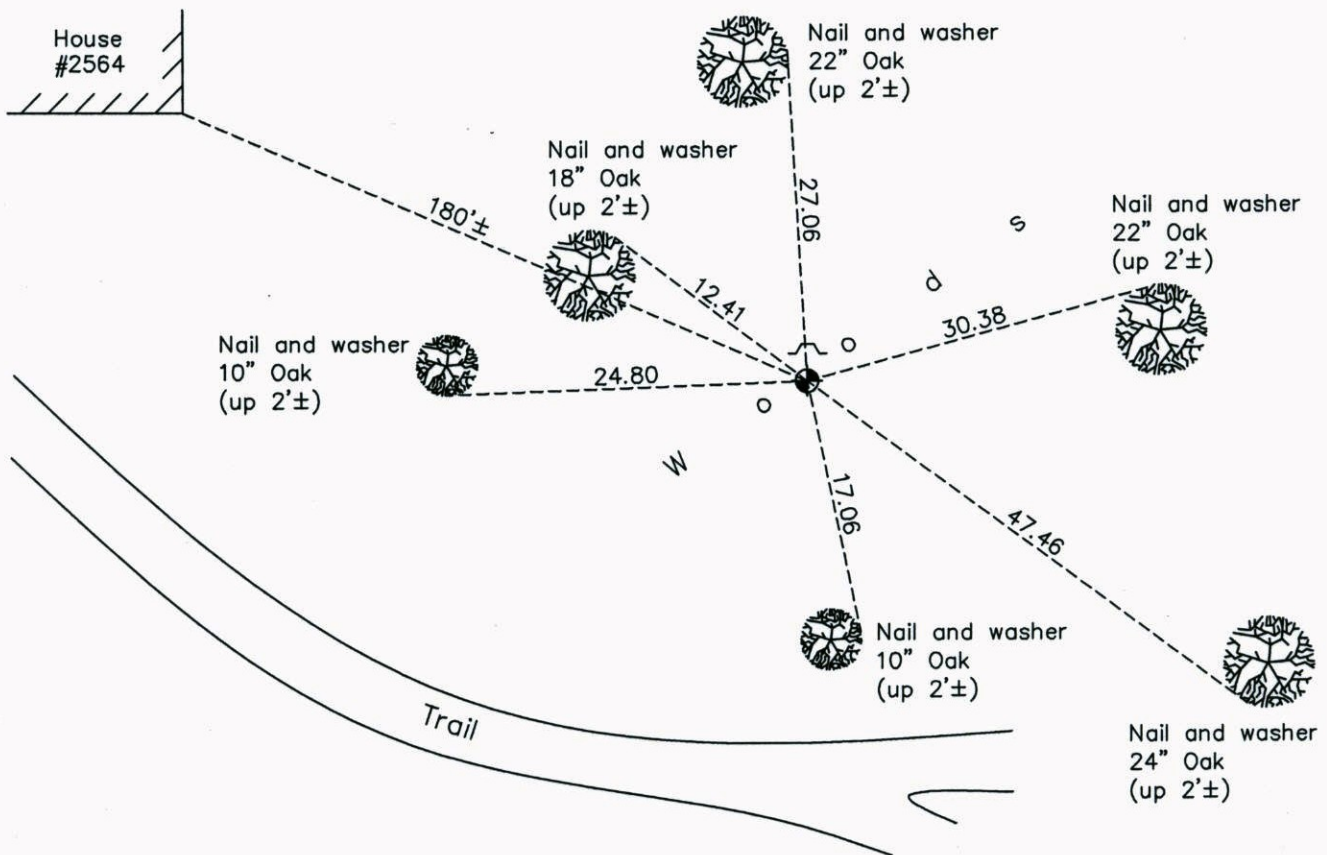 House
#2564
Nail and washer
22” Oak
(up 2'±)
Nail and washer
18” Oak
(up 2'±)
180'±
27.06
Nail and washer
22” Oak
(up 2'±)
12.41
30.38
Nail and washer
10” Oak
(up 2'±)
24.80
W o o d s
17.06
47.46
Nail and washer
10” Oak
(up 2'±)
Trail
Nail and washer
24” Oak
(up 2'±)